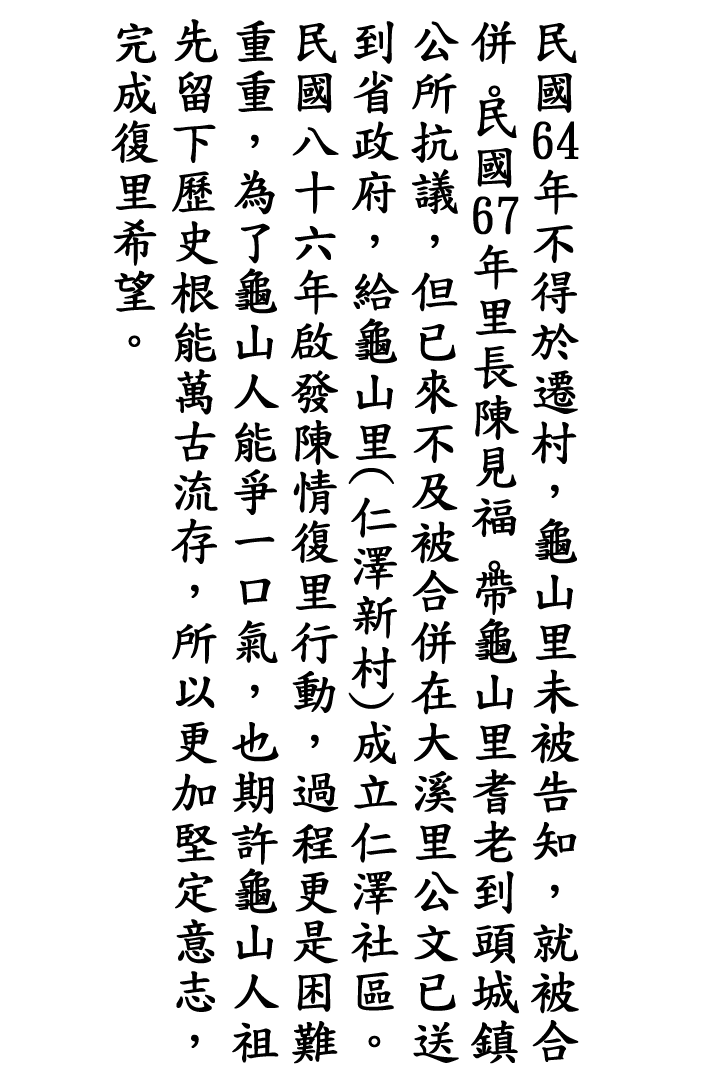 民國64年不得於遷村，龜山里未被告知，就被合
併。民國67年里長陳見福。帶龜山里耆老到頭城鎮
公所抗議，但已來不及被合併在大溪里公文已送
到省政府，給龜山里(仁澤新村)成立仁澤社區。
民國八十六年啟發陳情復里行動，過程更是困難
重重，為了龜山人能爭一口氣，也期許龜山人祖
先留下歷史根能萬古流存，所以更加堅定意志，
完成復里希望。